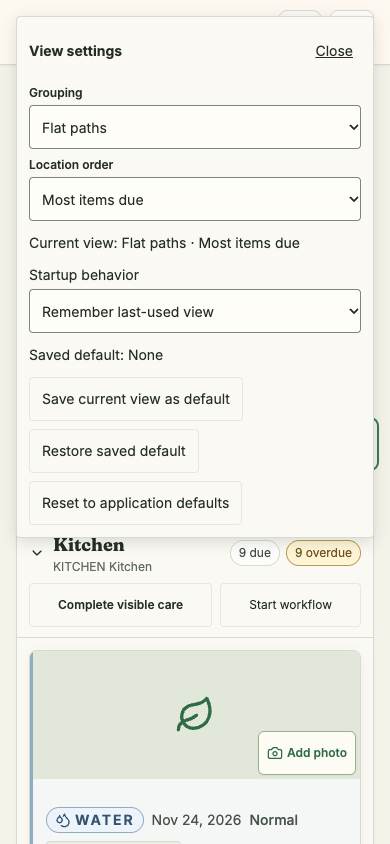 View settings
Close
Grouping
Flat paths
Location order
Most items due
Current view: Flat paths · Most items due
Startup behavior
Remember last-used view
Saved default: None
Save current view as default
Restore saved default
Reset to application defaults
Kitchen
KITCHEN Kitchen
9 due
9 overdue
Complete visible care
Start workflow
Add photo
WATER
Nov 24, 2026 Normal